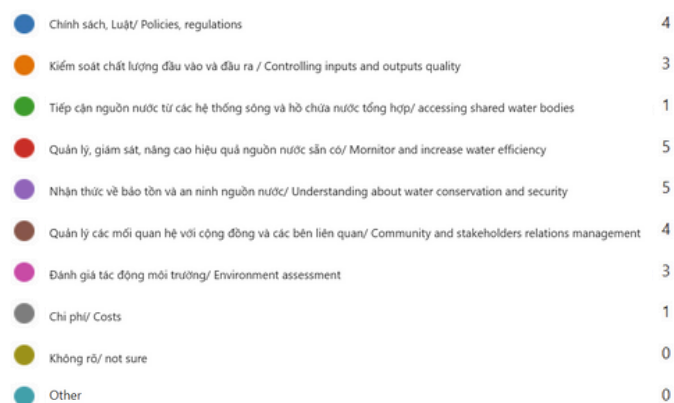 Chính sách, Luật/ Policies, regulations 4
Kiểm soát chất lượng đầu vào và đầu ra / Controlling inputs and outputs quality 3
Tiếp cận nguồn nước từ các hệ thống sông và hồ chứa nước tổng hợp/ accessing shared water bodies 1
Quản lý, giám sát, nâng cao hiệu quả nguồn nước sẵn có/ Mornitor and increase water efficiency 5
Nhận thức về bảo tồn và an ninh nguồn nước/ Understanding about water conservation and security 5
Quản lý các mối quan hệ với cộng đồng và các bên liên quan/ Community and stakeholders relations management 4
Đánh giá tác động môi trường/ Environment assessment 3
Chi phí/ Costs 1
Không rõ/ not sure 0
Other 0